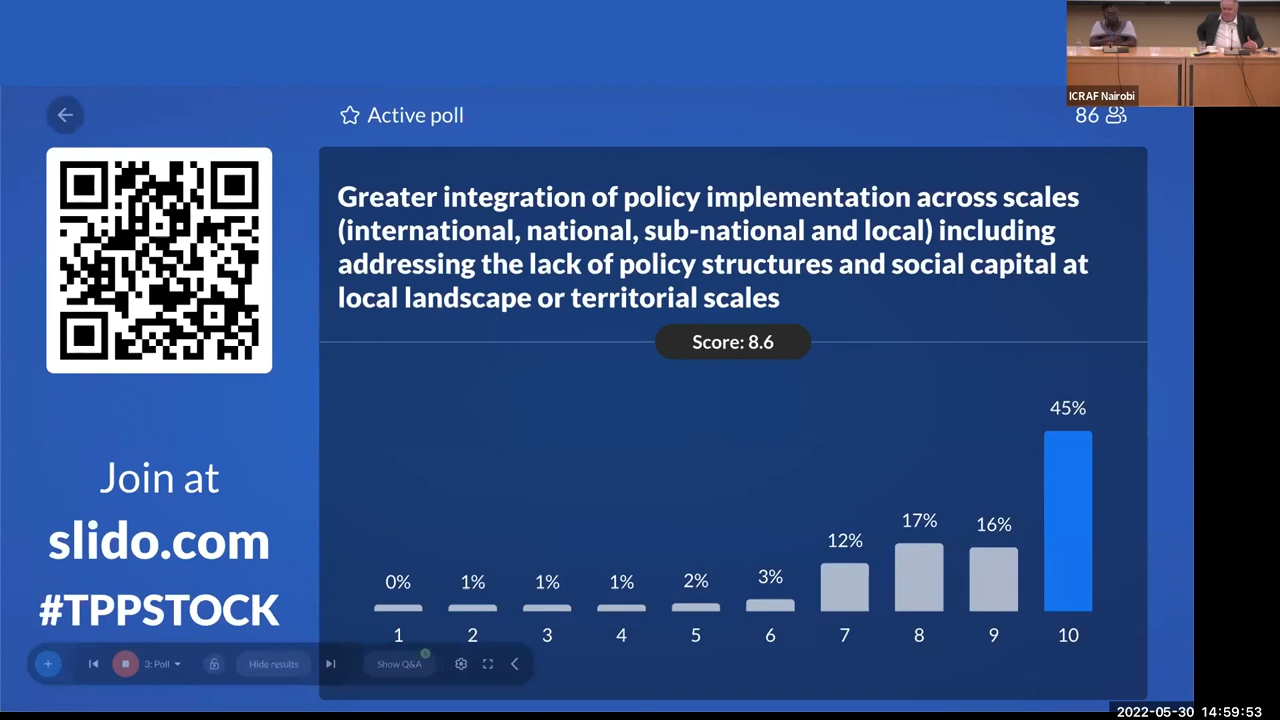 ICRAF Nairobi
Active poll
86
Greater integration of policy implementation across scales
(international, national, sub-national and local) including
addressing the lack of policy structures and social capital at
local landscape or territorial scales
Score: 8.6
Join at
slido.com
#TPPSTOCK
0% 1% 1% 1% 2% 3% 12% 17% 16% 45%
1 2 3 4 5 6 7 8 9 10
3: Poll
Hide results
Show Q&A
2022-05-30 14:59:53